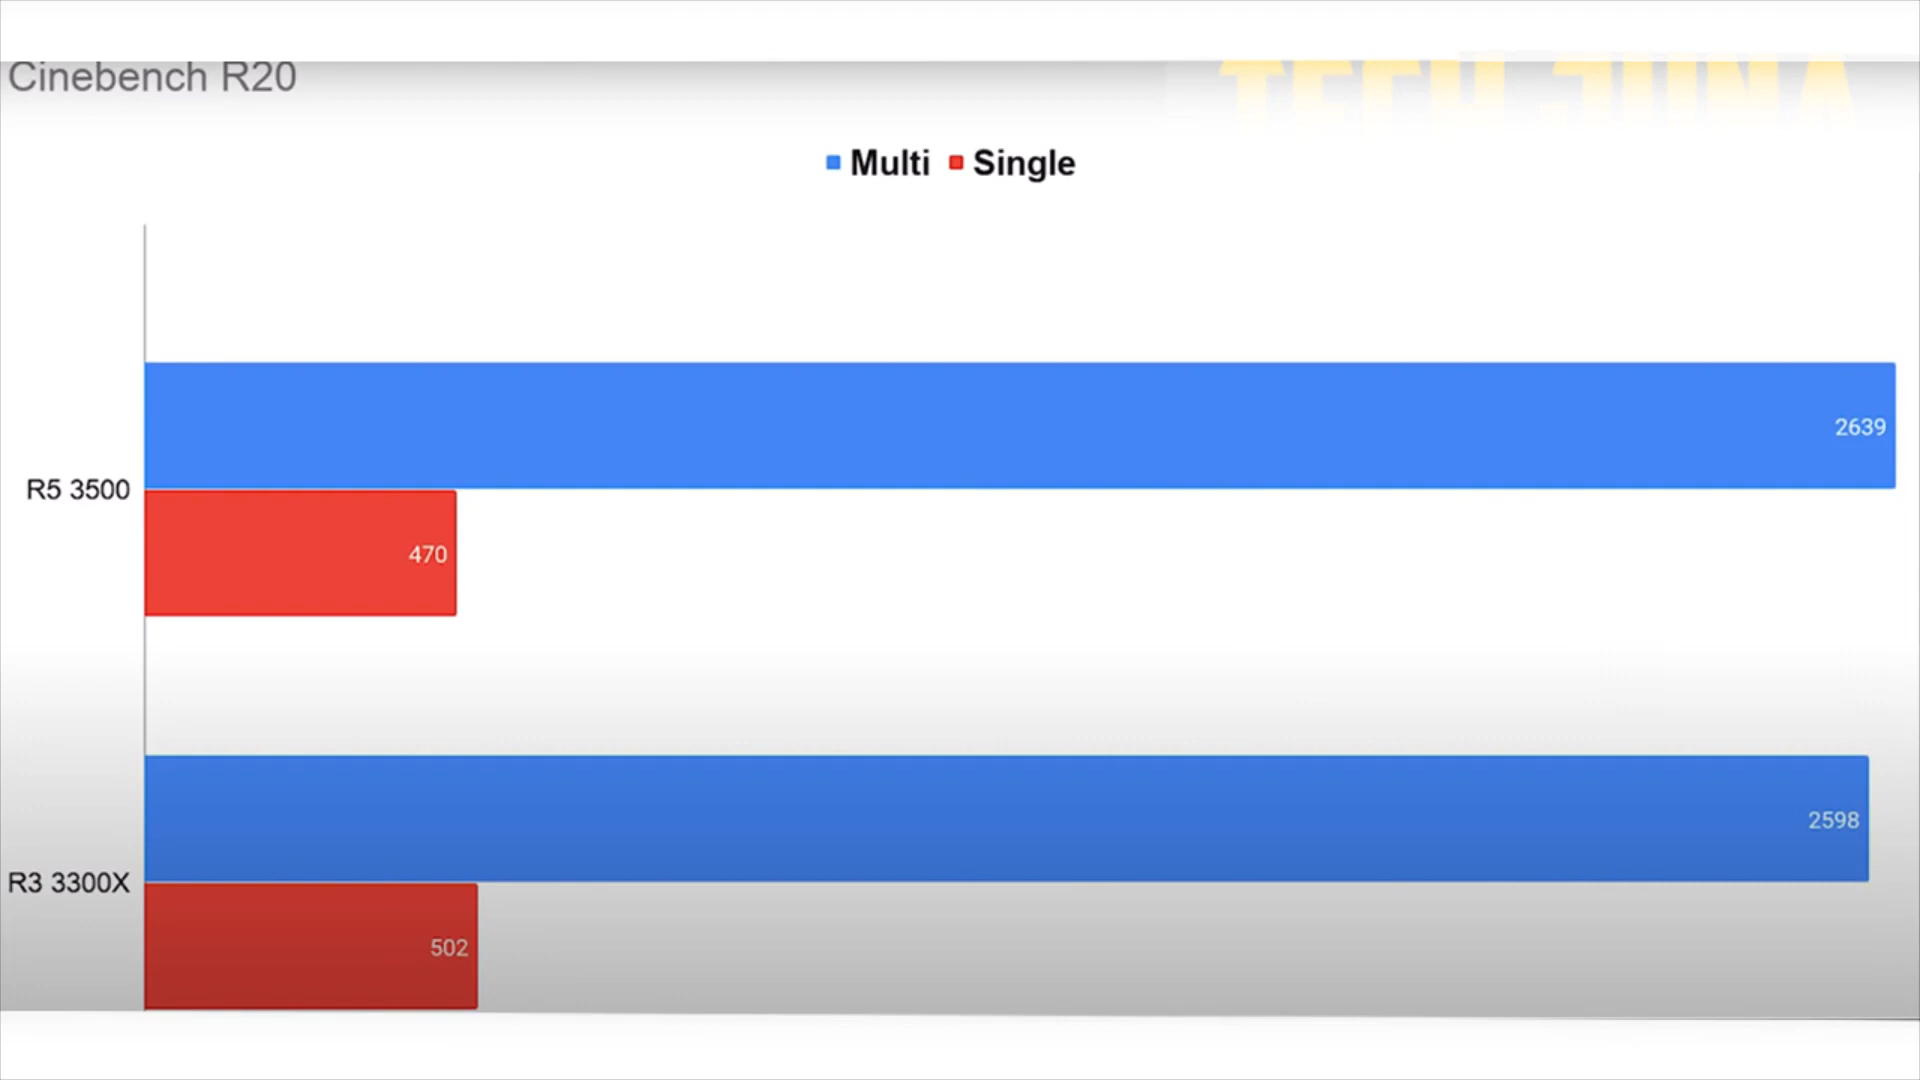 Cinebench R20
Multi Single
2639
R5 3500
470
2598
R3 3300X
502